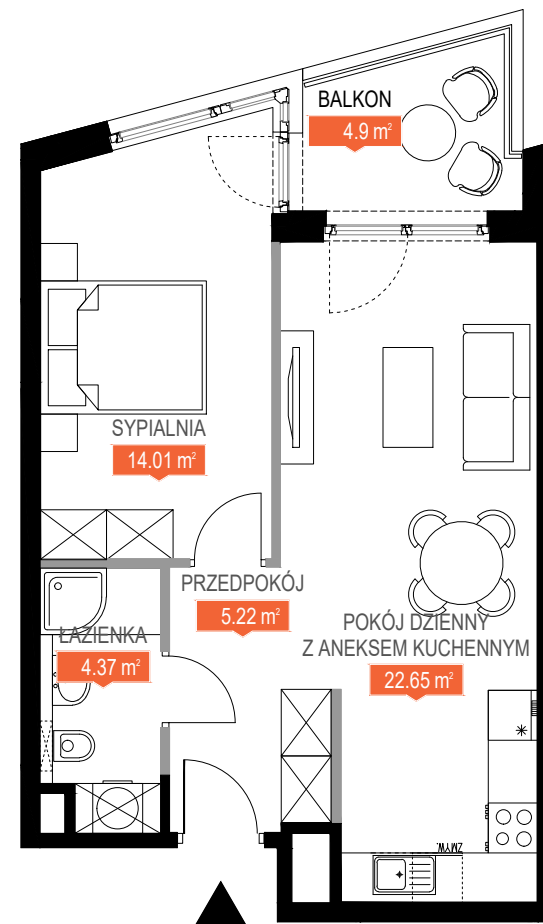 BALKON
4.9 m²
SYPIALNIA
14.01 m²
PRZEDPOKÓJ
5.22 m²
ŁAZIENKA
4.37 m²
POKÓJ DZIENNY
Z ANEKSEM KUCHENNYM
22.65 m²
ZMYW.